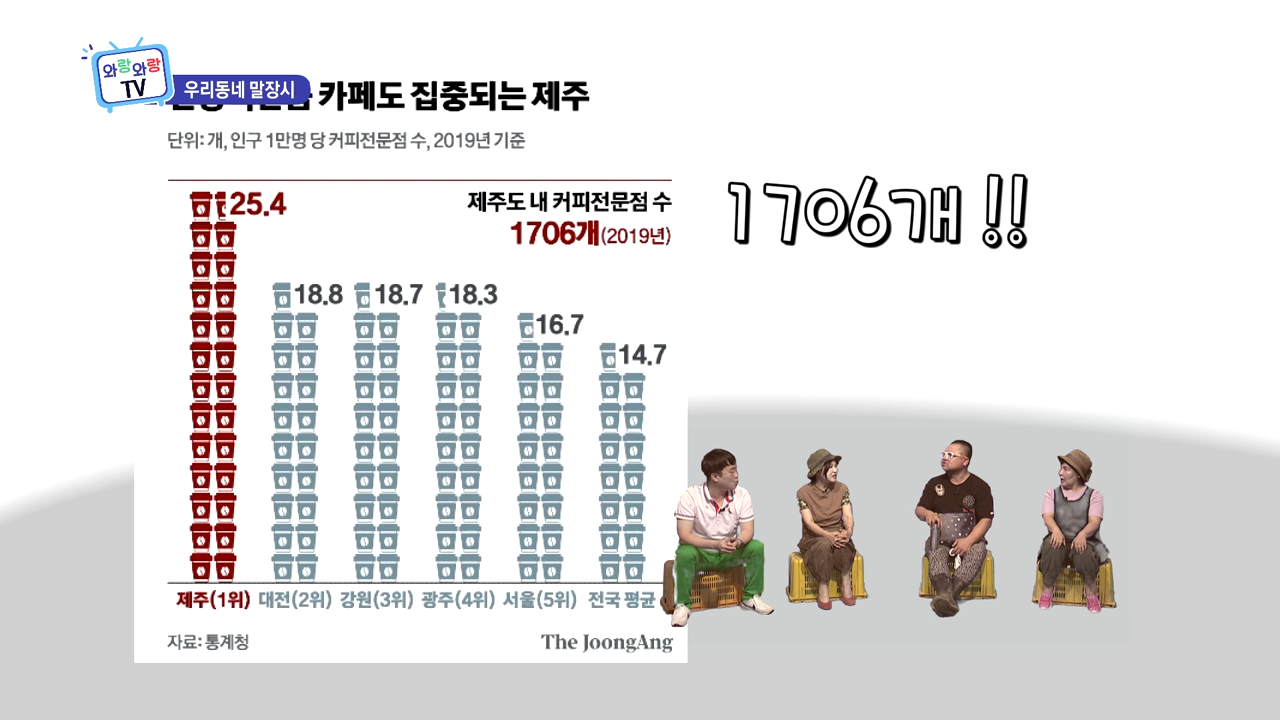 와랑와랑
TV
우리동네 말장시
카페도 집중되는 제주
단위: 개, 인구 1만명 당 커피전문점 수, 2019년 기준
25.4
제주도 내 커피전문점 수
1706개(2019년)
1706개!!
18.8
18.7
18.3
16.7
14.7
제주(1위) 대전(2위) 강원(3위) 광주(4위) 서울(5위) 전국 평균
자료: 통계청
The JoongAng